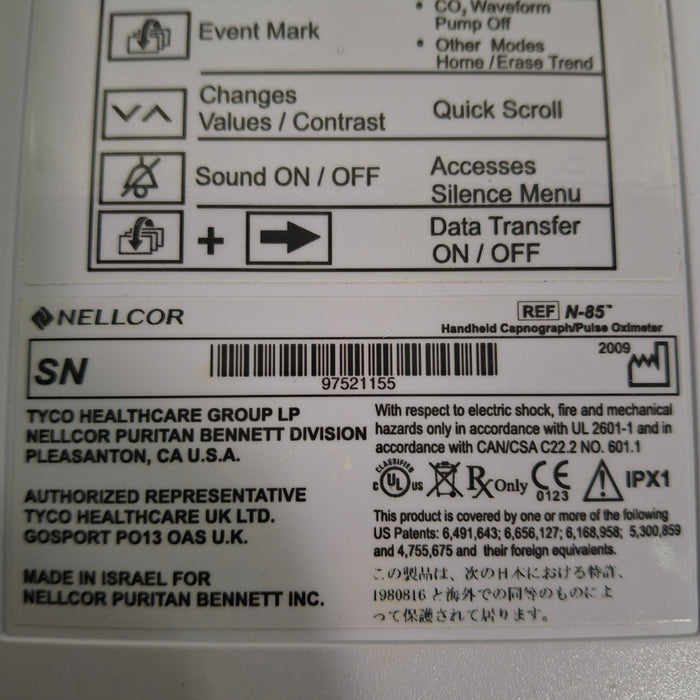 • CO₂ Waveform
Pump Off
Event Mark
• Other Modes
Home / Erase Trend
Changes
Values / Contrast
Quick Scroll
Sound ON / OFF
Accesses
Silence Menu
+
Data Transfer
ON / OFF
NELLCOR
REF N-85™
Handheld Capnograph/Pulse Oximeter
SN
97521155
2009
TYCO HEALTHCARE GROUP LP
NELLCOR PURITAN BENNETT DIVISION
PLEASANTON, CA U.S.A.
AUTHORIZED REPRESENTATIVE
TYCO HEALTHCARE UK LTD.
GOSPORT PO13 OAS U.K.
MADE IN ISRAEL FOR
NELLCOR PURITAN BENNETT INC.
With respect to electric shock, fire and mechanical
hazards only in accordance with UL 2601-1 and in
accordance with CAN/CSA C22.2 NO. 601.1
CLASSIFIED
c UL us Rx Only CE 0123 IPX1
This product is covered by one or more of the following
US Patents: 6,491,643; 6,656,127; 6,168,958; 5,300,859
and 4,755,675 and their foreign equivalents.
この製品は、次の日本における特許、
1980816 と海外での同等のものによ
って保護されて居ります。